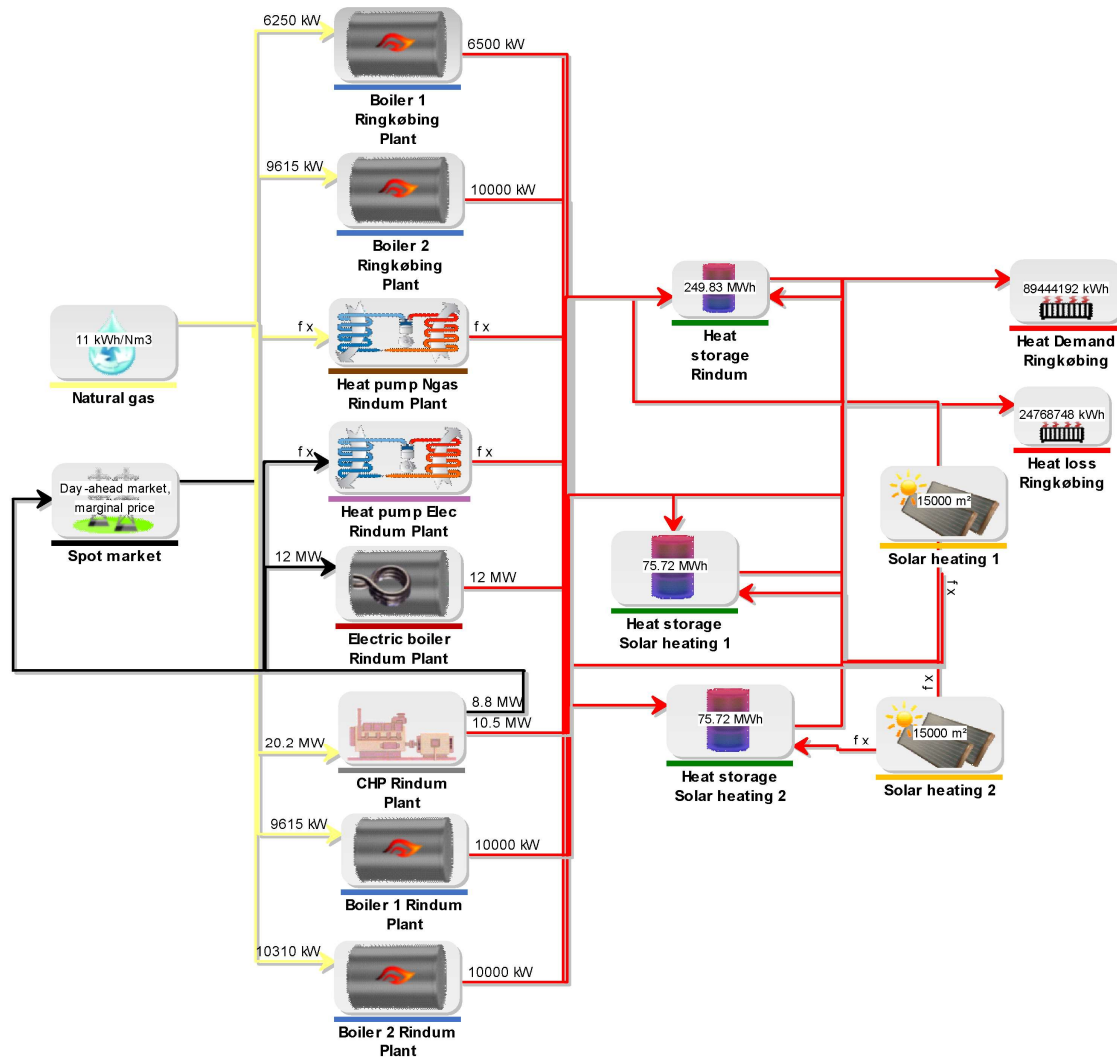 6250 kW
6500 kW
Boiler 1
Ringkøbing
Plant
9615 kW
10000 kW
Boiler 2
Ringkøbing
Plant
11 kWh/Nm3
Natural gas
f x
f x
Heat pump Ngas
Rindum Plant
f x
Heat pump Elec
Rindum Plant
Day-ahead market,
marginal price
Spot market
12 MW
12 MW
Electric boiler
Rindum Plant
8.8 MW
10.5 MW
20.2 MW
CHP Rindum
Plant
9615 kW
10000 kW
Boiler 1 Rindum
Plant
10310 kW
10000 kW
Boiler 2 Rindum
Plant
249.83 MWh
Heat
storage
Rindum
75.72 MWh
Heat storage
Solar heating 1
75.72 MWh
Heat storage
Solar heating 2
89444192 kWh
Heat Demand
Ringkøbing
24768748 kWh
Heat loss
Ringkøbing
15000 m²
Solar heating 1
f x
f x
f x
15000 m²
Solar heating 2